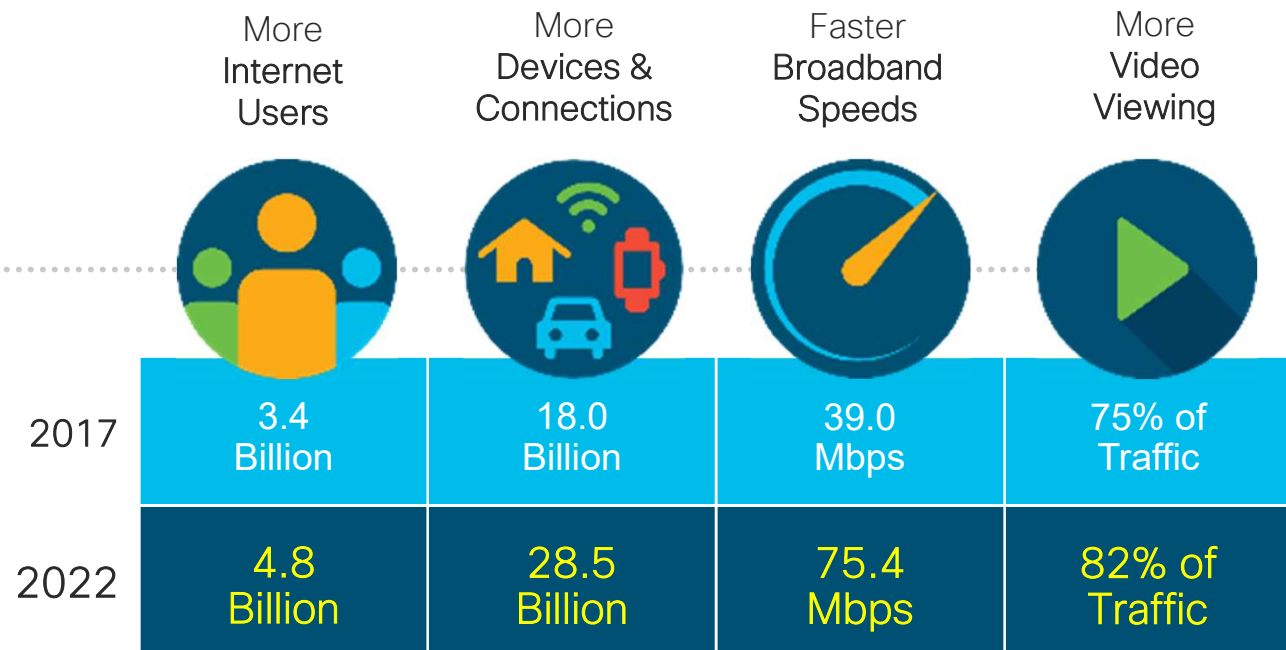 More
Internet
Users
More
Devices &
Connections
Faster
Broadband
Speeds
More
Video
Viewing
2017
3.4
Billion
18.0
Billion
39.0
Mbps
75% of
Traffic
2022
4.8
Billion
28.5
Billion
75.4
Mbps
82% of
Traffic